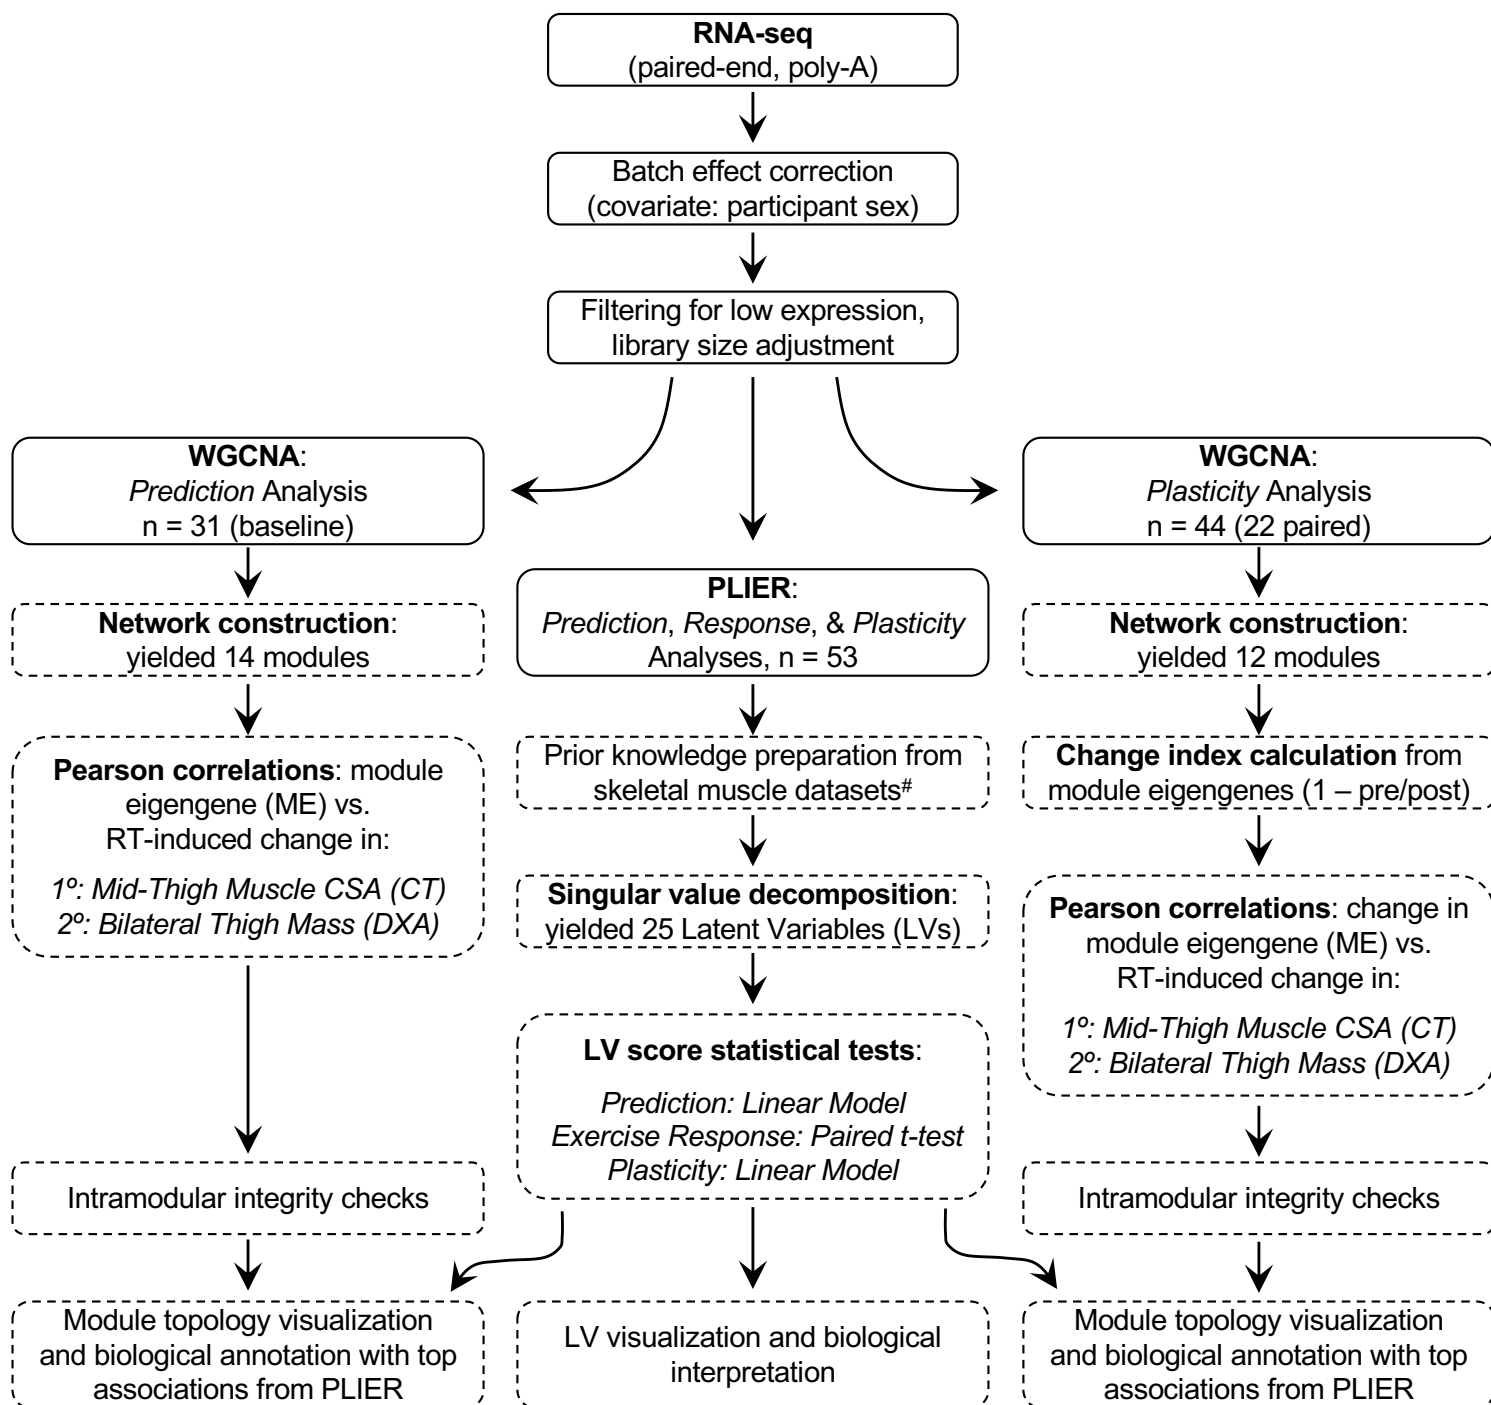 RNA-seq
(paired-end, poly-A)
Batch effect correction
(covariate: participant sex)
Filtering for low expression,
library size adjustment
WGCNA:
Prediction Analysis
n = 31 (baseline)
Network construction:
yielded 14 modules
Pearson correlations: module
eigengene (ME) vs.
RT-induced change in:
1º: Mid-Thigh Muscle CSA (CT)
2º: Bilateral Thigh Mass (DXA)
Intramodular integrity checks
Module topology visualization
and biological annotation with top
associations from PLIER
PLIER:
Prediction, Response, & Plasticity
Analyses, n = 53
Prior knowledge preparation from
skeletal muscle datasets#
Singular value decomposition:
yielded 25 Latent Variables (LVs)
LV score statistical tests:
Prediction: Linear Model
Exercise Response: Paired t-test
Plasticity: Linear Model
LV visualization and biological
interpretation
WGCNA:
Plasticity Analysis
n = 44 (22 paired)
Network construction:
yielded 12 modules
Change index calculation from
module eigengenes (1 – pre/post)
Pearson correlations: change in
module eigengene (ME) vs.
RT-induced change in:
1º: Mid-Thigh Muscle CSA (CT)
2º: Bilateral Thigh Mass (DXA)
Intramodular integrity checks
Module topology visualization
and biological annotation with top
associations from PLIER